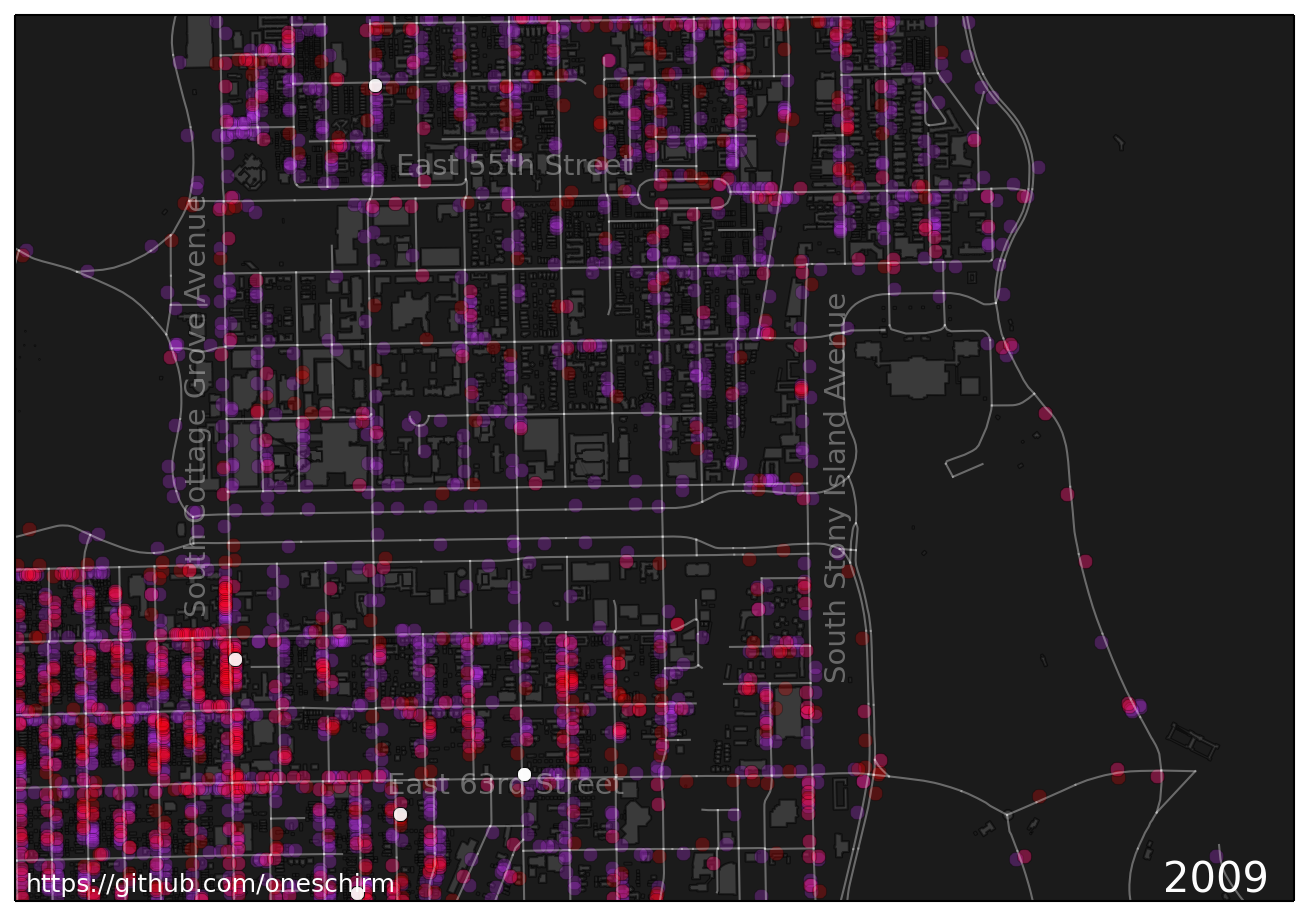 East 55th Street
South Cottage Grove Avenue
South Stony Island Avenue
East 63rd Street
https://github.com/oneschirm
2009